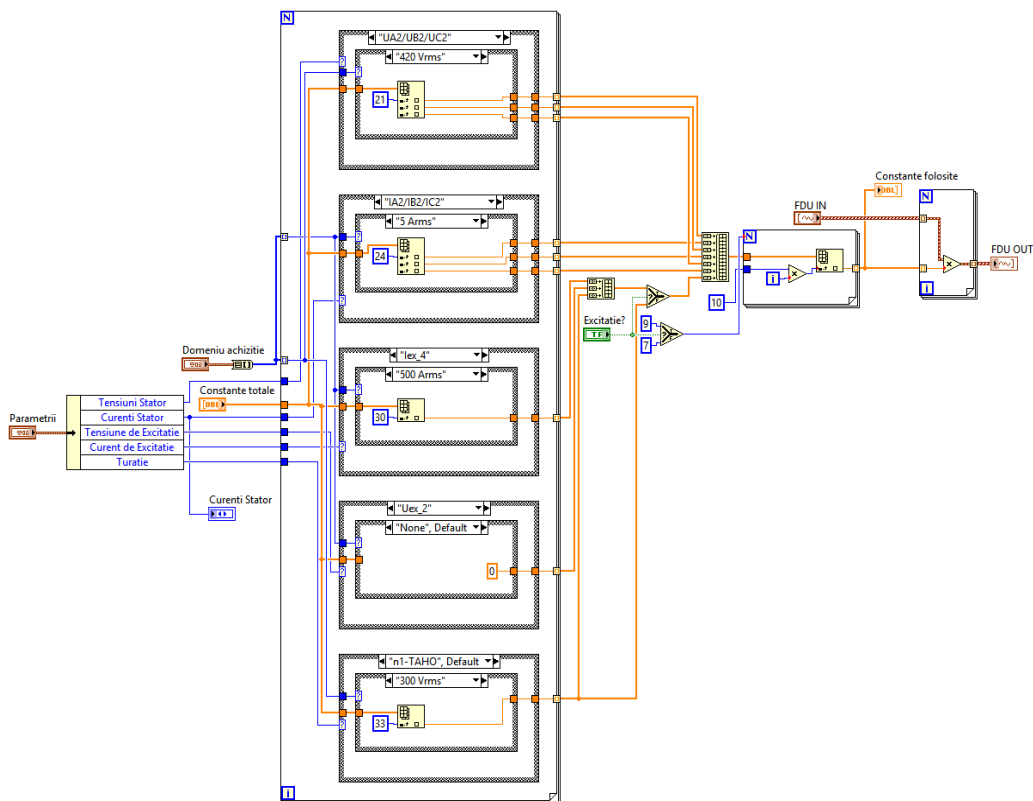 N
"UA2/UB2/UC2"
?
"420 Vrms"
?
21
"IA2/IB2/IC2"
?
"5 Arms"
24
?
"Iex_4"
?
"500 Arms"
30
?
"Uex_2"
"None", Default
?
0
?
"n1-TAHO", Default
?
"300 Vrms"
33
?
i
Domeniu achizitie
Constante totale
DBL
Parametrii
Tensiuni Stator
Curenti Stator
Tensiune de Excitatie
Curent de Excitatie
Turatie
Curenti Stator
Excitatie?
TF
?
9
7
?
10
N
i
Constante folosite
DBL
FDU IN
N
i
FDU OUT